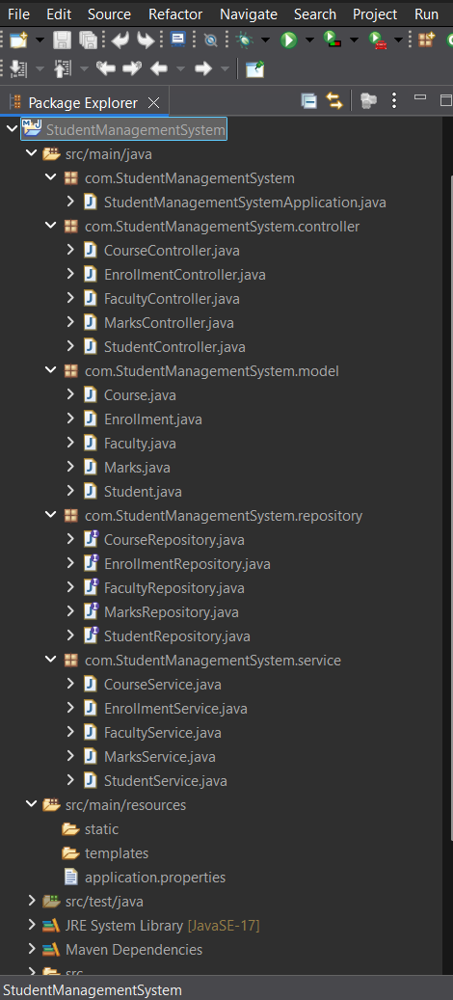 File Edit Source Refactor Navigate Search Project Run
Package Explorer
StudentManagementSystem
src/main/java
com.StudentManagementSystem
StudentManagementSystemApplication.java
com.StudentManagementSystem.controller
CourseController.java
EnrollmentController.java
FacultyController.java
MarksController.java
StudentController.java
com.StudentManagementSystem.model
Course.java
Enrollment.java
Faculty.java
Marks.java
Student.java
com.StudentManagementSystem.repository
CourseRepository.java
EnrollmentRepository.java
FacultyRepository.java
MarksRepository.java
StudentRepository.java
com.StudentManagementSystem.service
CourseService.java
EnrollmentService.java
FacultyService.java
MarksService.java
StudentService.java
src/main/resources
static
templates
application.properties
src/test/java
JRE System Library [JavaSE-17]
Maven Dependencies
src
StudentManagementSystem